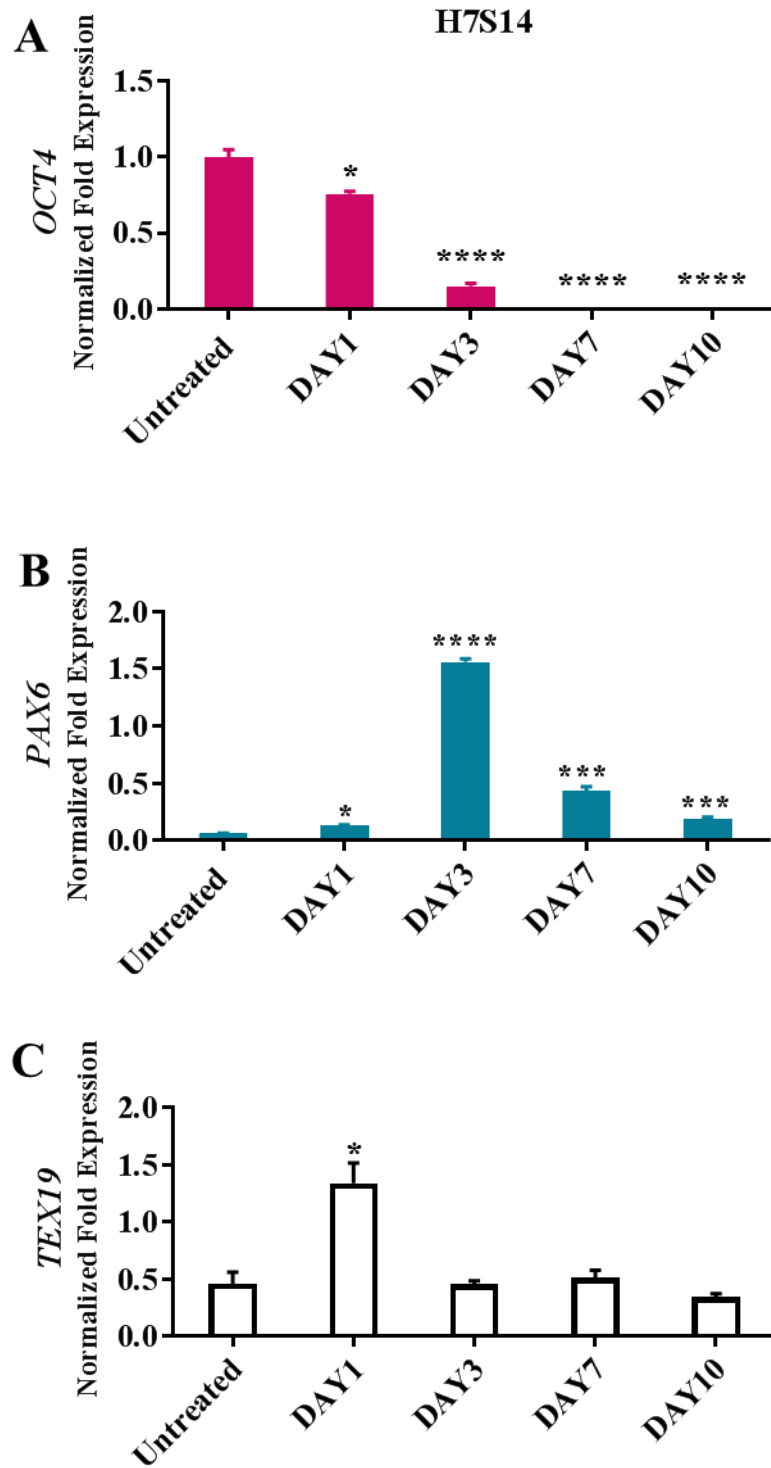 A
H7S14
OCT4
Normalized Fold Expression
1.5
1.0
0.5
0.0
*
****
****
****
Untreated
DAY1
DAY3
DAY7
DAY10
B
PAX6
Normalized Fold Expression
2.0
1.5
1.0
0.5
0.0
*
****
***
***
Untreated
DAY1
DAY3
DAY7
DAY10
C
TEX19
Normalized Fold Expression
2.0
1.5
1.0
0.5
0.0
*
Untreated
DAY1
DAY3
DAY7
DAY10